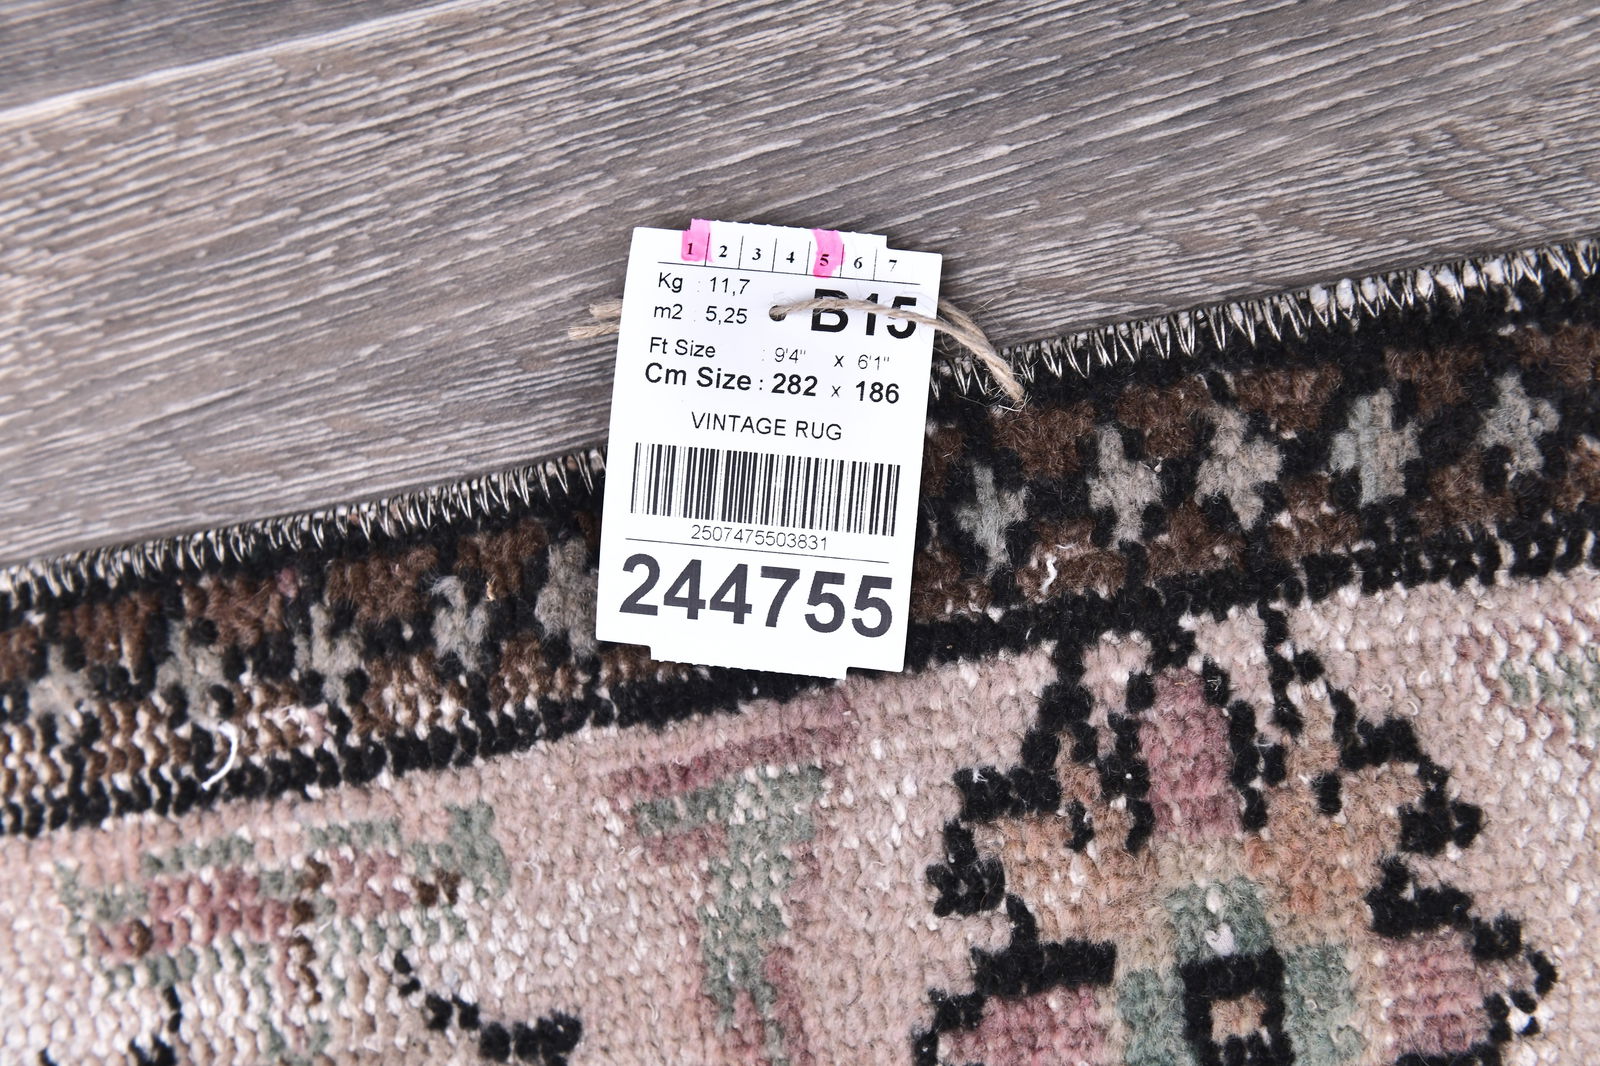 1 2 3 4 5 6 7
Kg : 11,7
m2 : 5,25
B15
Ft Size : 9'4" x 6'1"
Cm Size : 282 x 186
VINTAGE RUG
2507475503831
244755